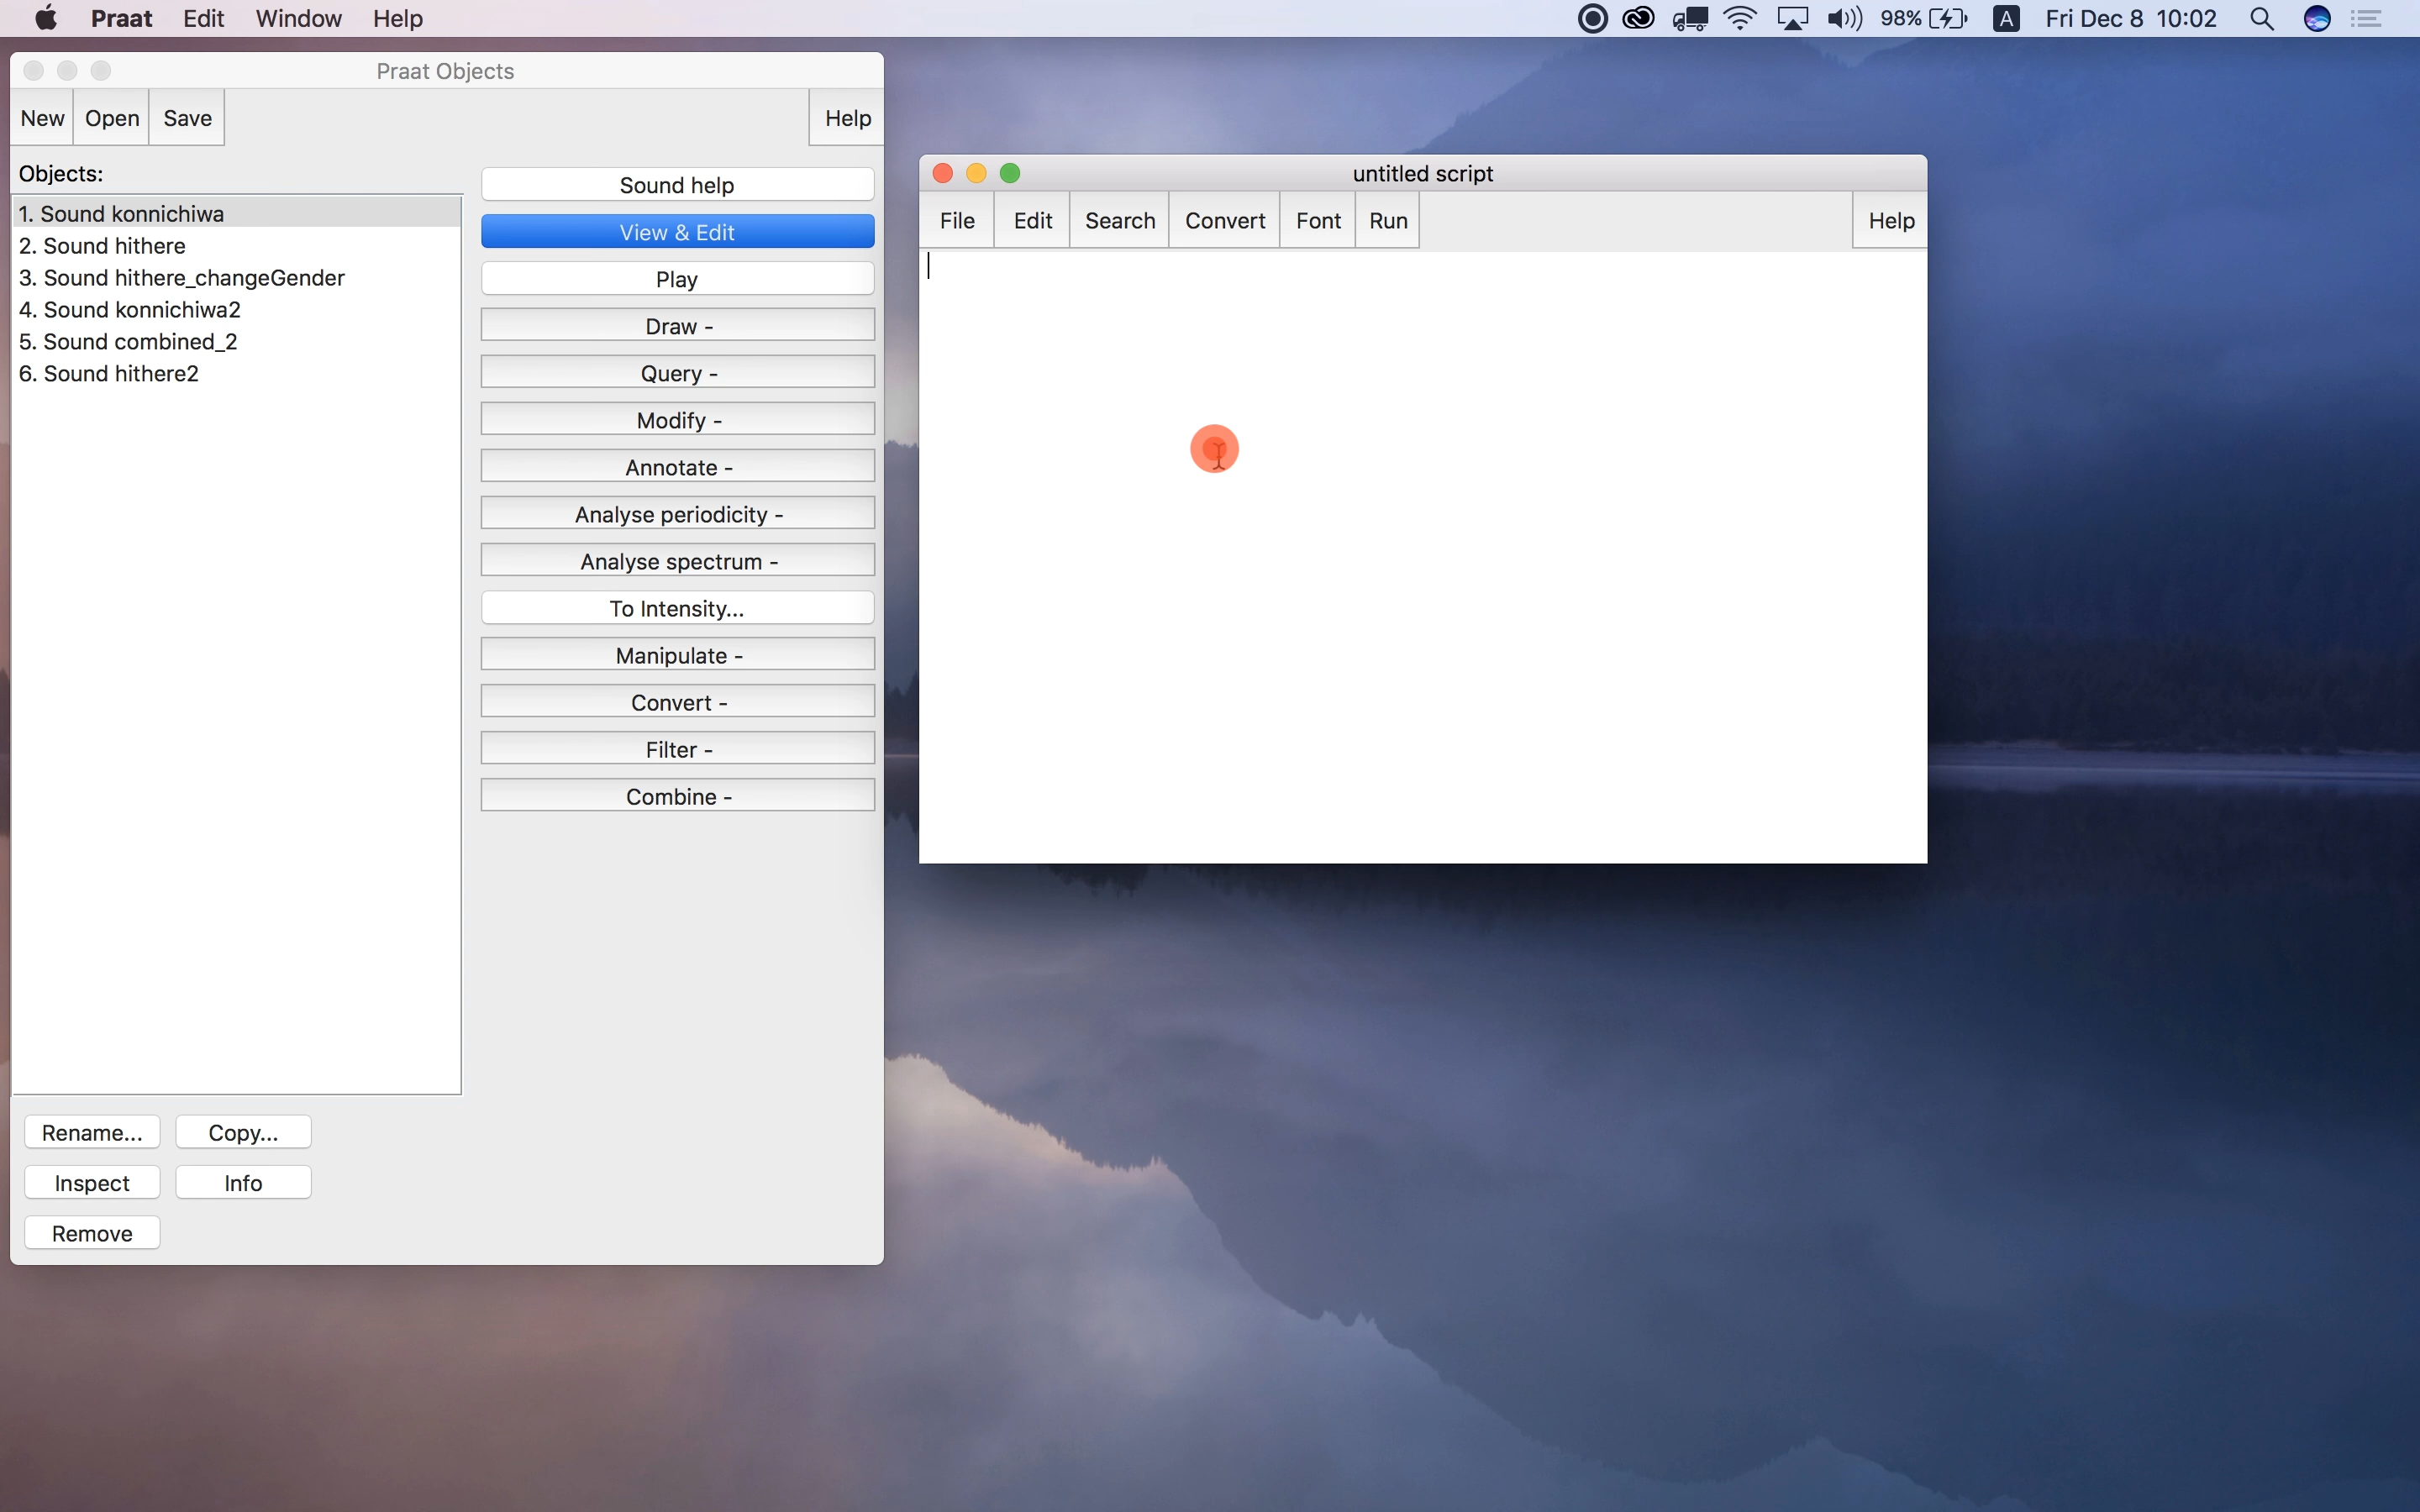 Praat Edit Window Help
98% A Fri Dec 8 10:02
Praat Objects
New Open Save Help
Objects:
1. Sound konnichiwa
2. Sound hithere
3. Sound hithere_changeGender
4. Sound konnichiwa2
5. Sound combined_2
6. Sound hithere2
Sound help
View & Edit
Play
Draw -
Query -
Modify -
Annotate -
Analyse periodicity -
Analyse spectrum -
To Intensity...
Manipulate -
Convert -
Filter -
Combine -
Rename... Copy...
Inspect Info
Remove
untitled script
File Edit Search Convert Font Run Help